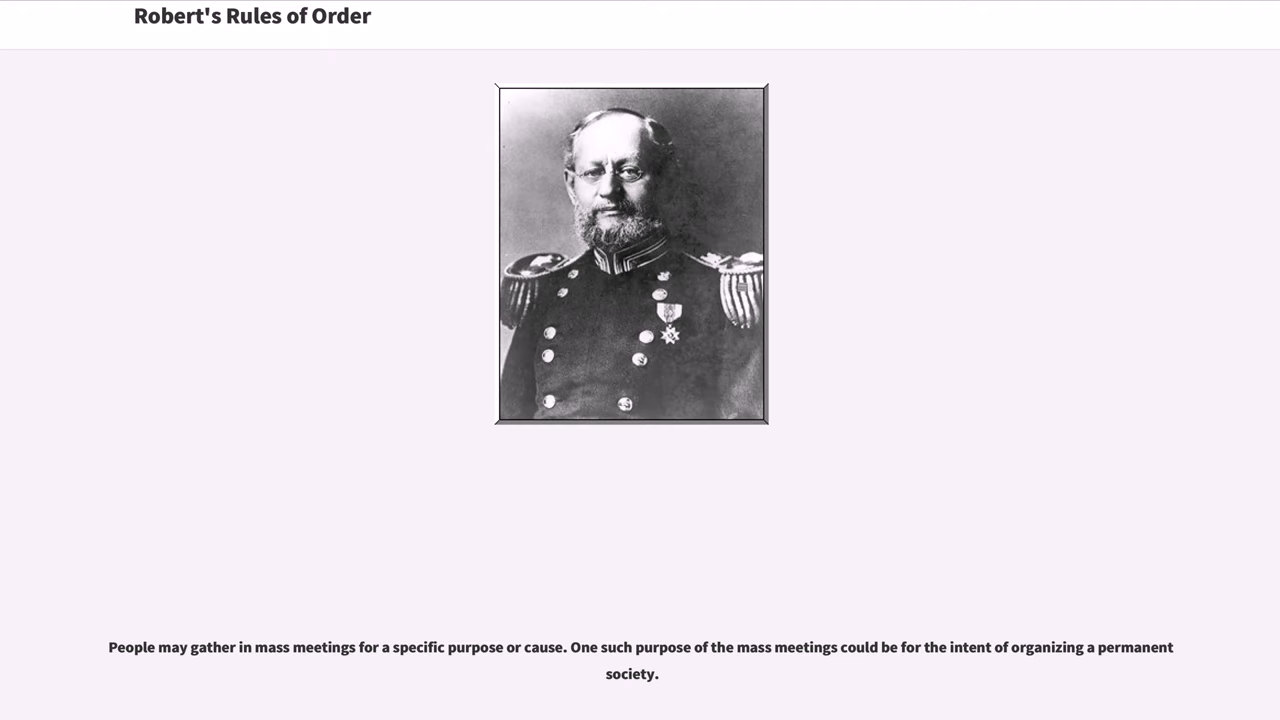 Robert's Rules of Order
People may gather in mass meetings for a specific purpose or cause. One such purpose of the mass meetings could be for the intent of organizing a permanent
society.